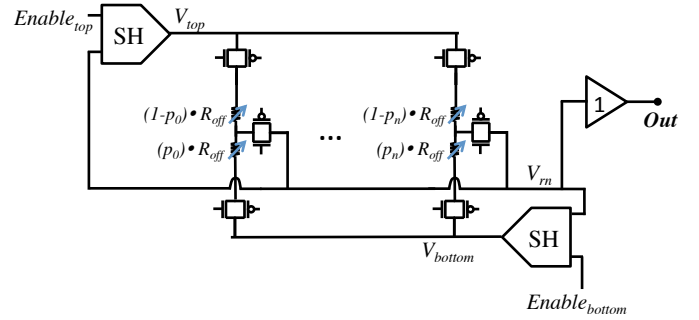 Enable_top
V_top
SH
(1-p_0)• R_off
(1-p_n)• R_off
1
...
Out
(p_0)• R_off
(p_n)• R_off
V_rn
SH
V_bottom
Enable_bottom